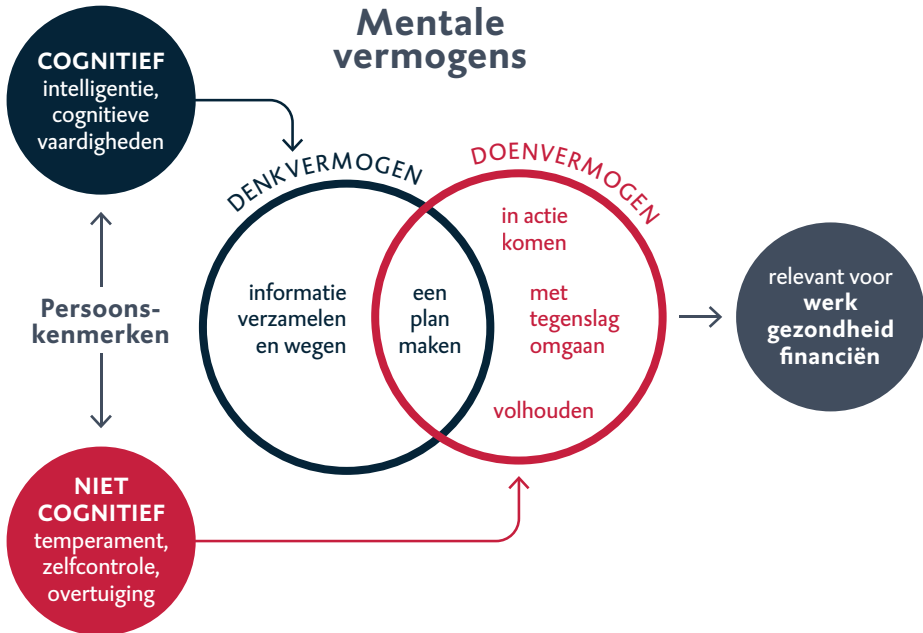 Mentale
vermogens
COGNITIEF
intelligentie,
cognitieve
vaardigheden
Persoons-
kenmerken
NIET
COGNITIEF
temperament,
zelfcontrole,
overtuiging
DENKVERMOGEN
informatie
verzamelen
en wegen
een
plan
maken
DOENVERMOGEN
in actie
komen
met
tegenslag
omgaan
volhouden
relevant voor
werk
gezondheid
financiën